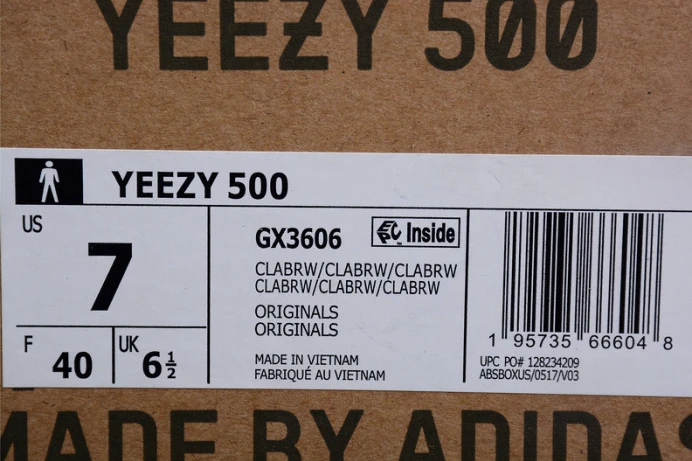 YEEZY 500
YEEZY 500
US
7
F
40
UK
6 1/2
GX3606
Inside
CLABRW/CLABRW/CLABRW
CLABRW/CLABRW/CLABRW
ORIGINALS
ORIGINALS
MADE IN VIETNAM
FABRIQUÉ AU VIETNAM
1 95735 66604 8
UPC PO# 128234209
ABSBOXUS/0517/V03
MADE BY ADIDAS